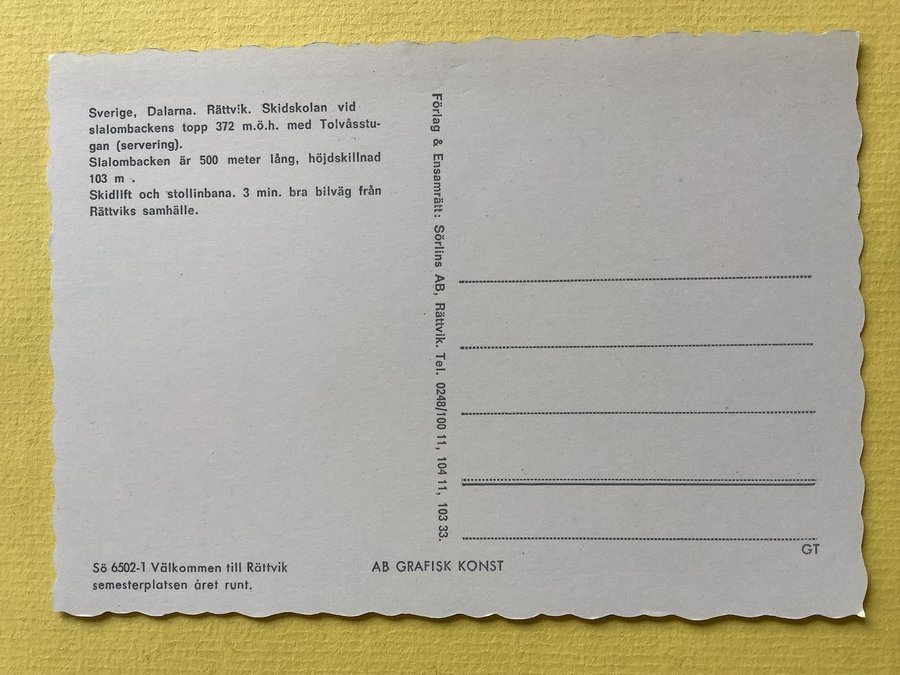 Sverige, Dalarna. Rättvik. Skidskolan vid
slalombackens topp 372 m.ö.h. med Tolvåsstu-
gan (servering).
Slalombacken är 500 meter lång, höjdskillnad
103 m .
Skidlift och stollinbana. 3 min. bra bilväg från
Rättviks samhälle.
Förlag & Ensamrätt: Sörlins AB, Rättvik. Tel. 0248/100 11, 104 11, 103 33.
GT
Sö 6502-1 Välkommen till Rättvik
semesterplatsen året runt.
AB GRAFISK KONST